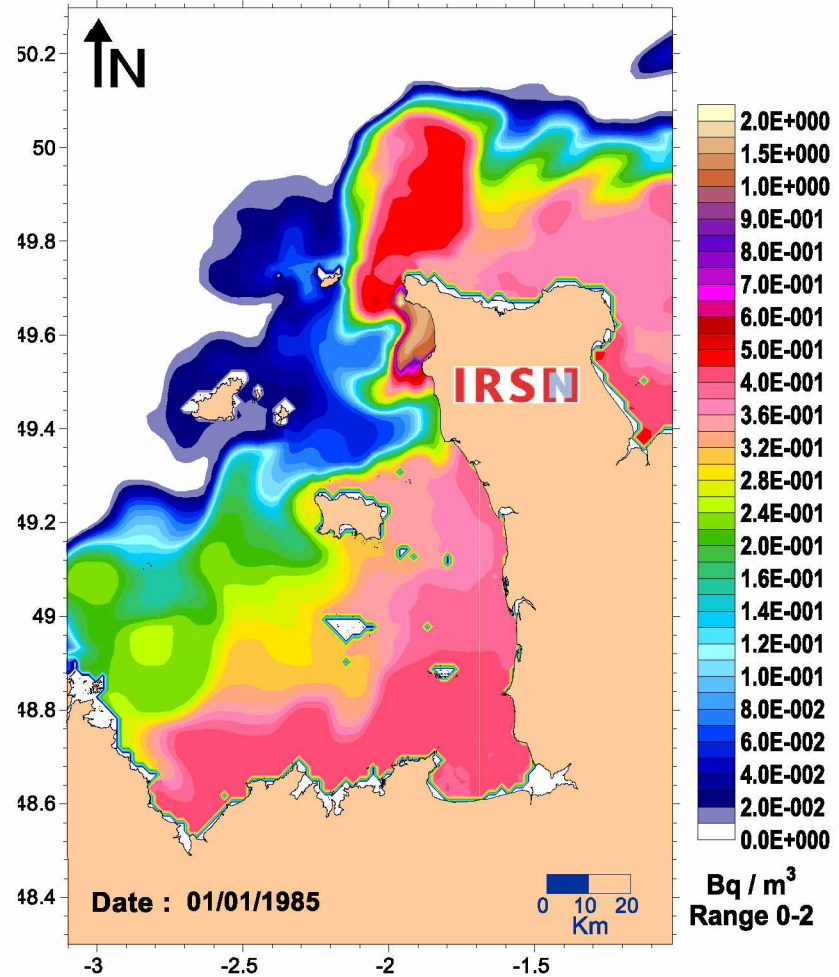 N
50.2
50
49.8
49.6
49.4
49.2
49
48.8
48.6
48.4
-3
-2.5
-2
-1.5
IRSN
Date : 01/01/1985
0 10 20
Km
2.0E+000
1.5E+000
1.0E+000
9.0E-001
8.0E-001
7.0E-001
6.0E-001
5.0E-001
4.0E-001
3.6E-001
3.2E-001
2.8E-001
2.4E-001
2.0E-001
1.6E-001
1.4E-001
1.2E-001
1.0E-001
8.0E-002
6.0E-002
4.0E-002
2.0E-002
0.0E+000
Bq / m³
Range 0-2